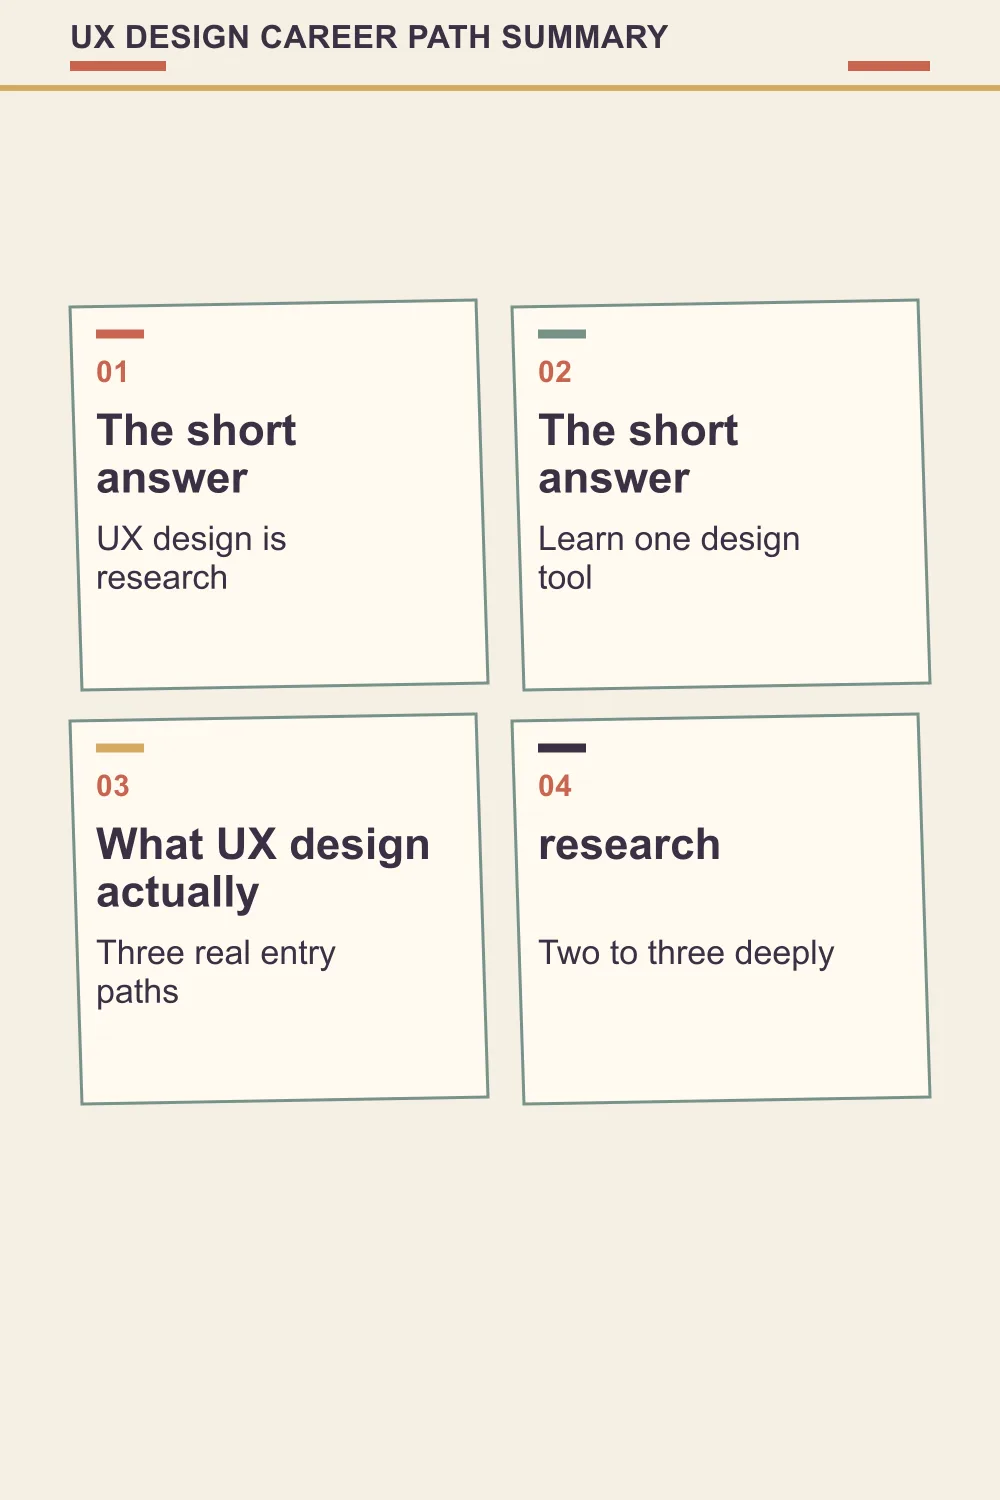 UX DESIGN CAREER PATH SUMMARY
01
The short
answer
UX design is
research
02
The short
answer
Learn one design
tool
03
What UX design
actually
Three real entry
paths
04
research
Two to three deeply